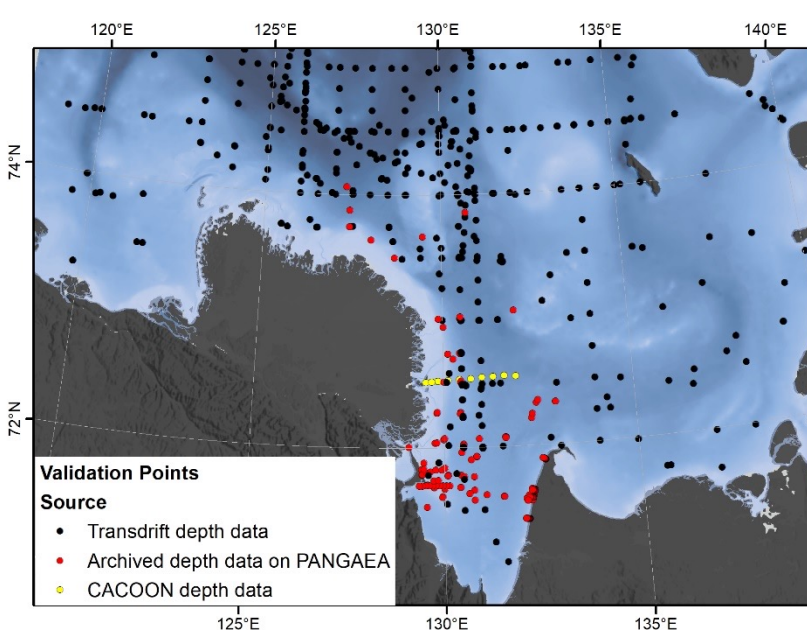 120°E 125°E 130°E 135°E 140°E
74°N
72°N
Validation Points
Source
Transdrift depth data
Archived depth data on PANGAEA
CACOON depth data
125°E 130°E 135°E